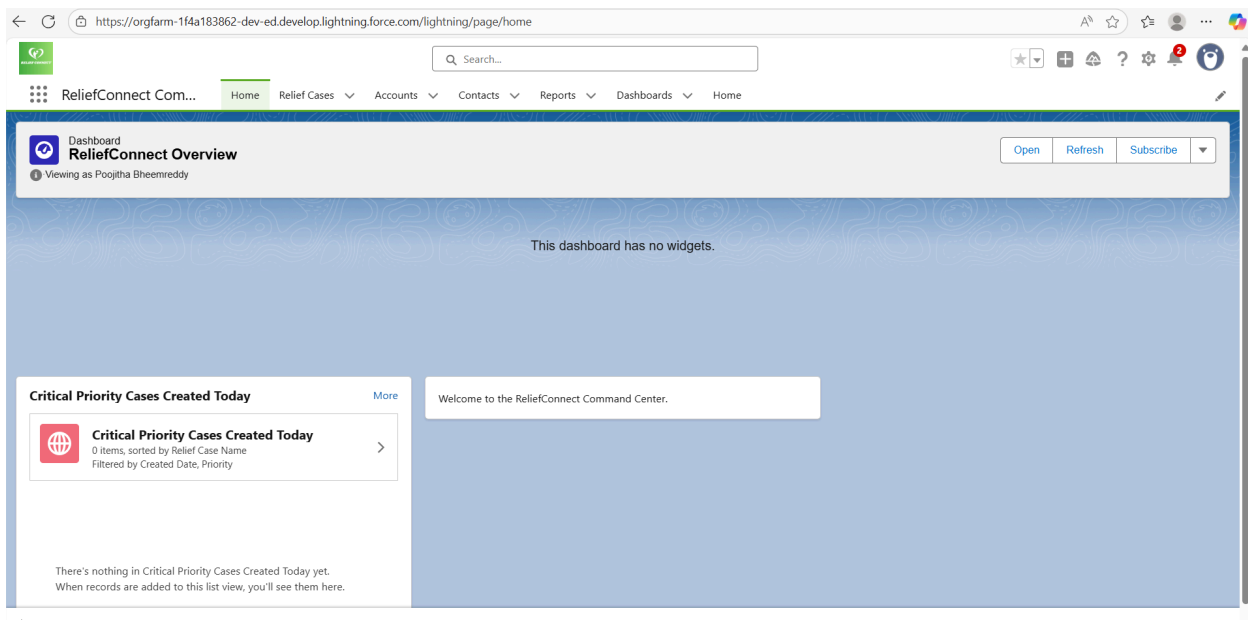 https://orgfarm-1f4a183862-dev-ed.develop.lightning.force.com/lightning/page/home
Search...
2
ReliefConnect Com... Home Relief Cases Accounts Contacts Reports Dashboards Home
Dashboard
ReliefConnect Overview
Viewing as Poojitha Bheemreddy
Open Refresh Subscribe
This dashboard has no widgets.
Critical Priority Cases Created Today More
Critical Priority Cases Created Today
0 items, sorted by Relief Case Name
Filtered by Created Date, Priority
There's nothing in Critical Priority Cases Created Today yet.
When records are added to this list view, you'll see them here.
Welcome to the ReliefConnect Command Center.